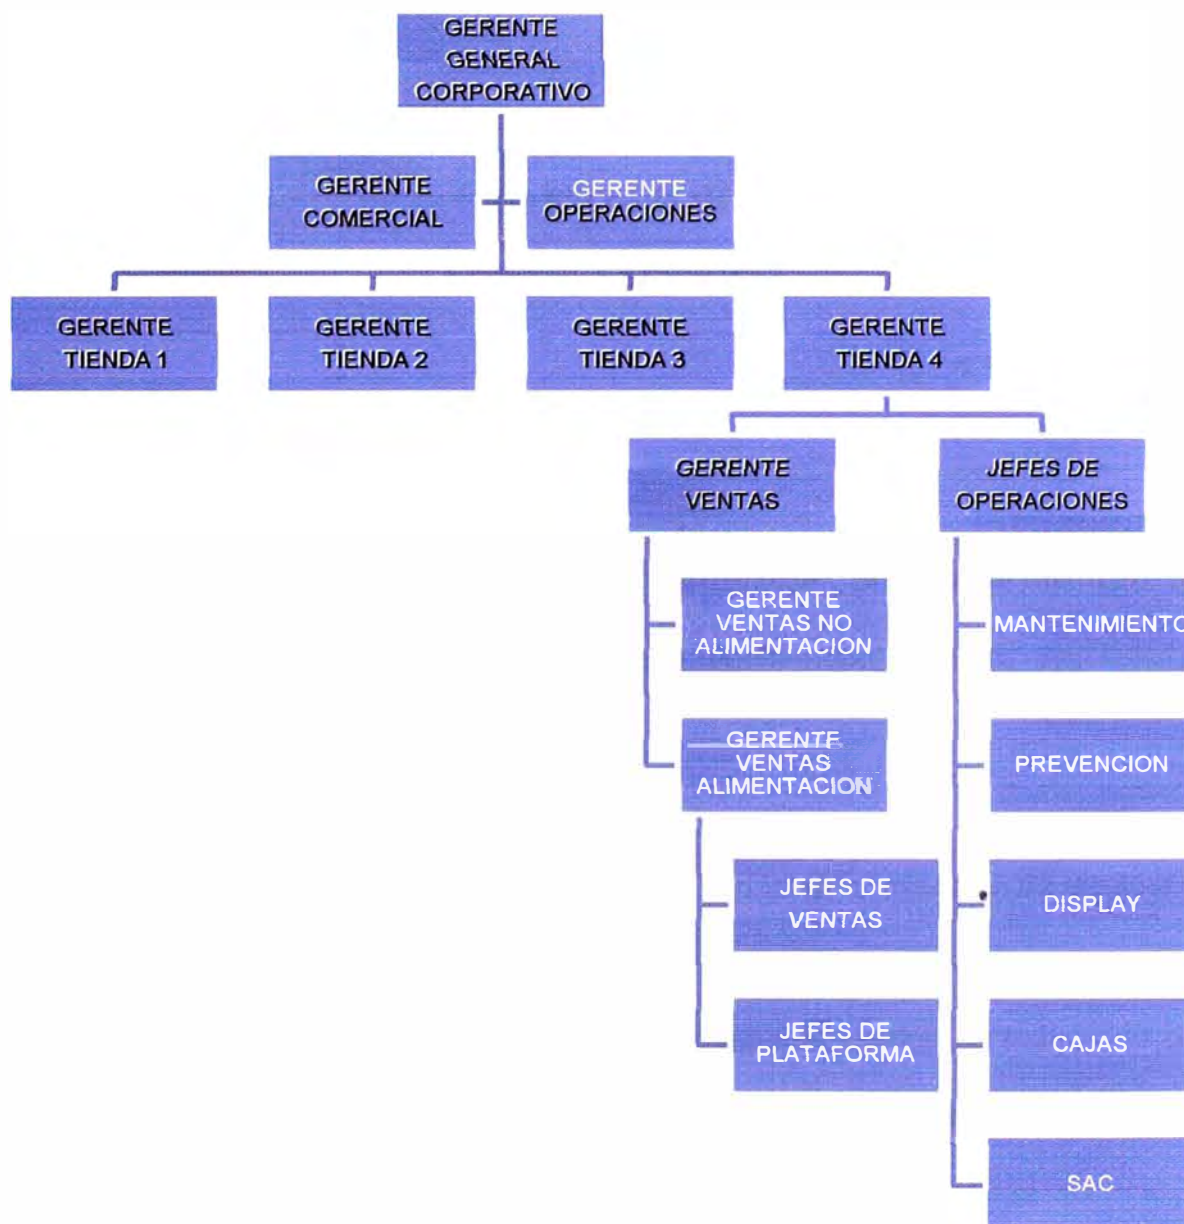 GERENTE
GENERAL
CORPORATIVO
GERENTE
COMERCIAL
GERENTE
OPERACIONES
GERENTE
TIENDA 1
GERENTE
TIENDA 2
GERENTE
TIENDA 3
GERENTE
TIENDA 4
GERENTE
VENTAS
JEFES DE
OPERACIONES
GERENTE
VENTAS NO
ALIMENTACION
MANTENIMIENTO
GERENTE
VENTAS
ALIMENTACION
PREVENCION
JEFES DE
VENTAS
DISPLAY
JEFES DE
PLATAFORMA
CAJAS
SAC